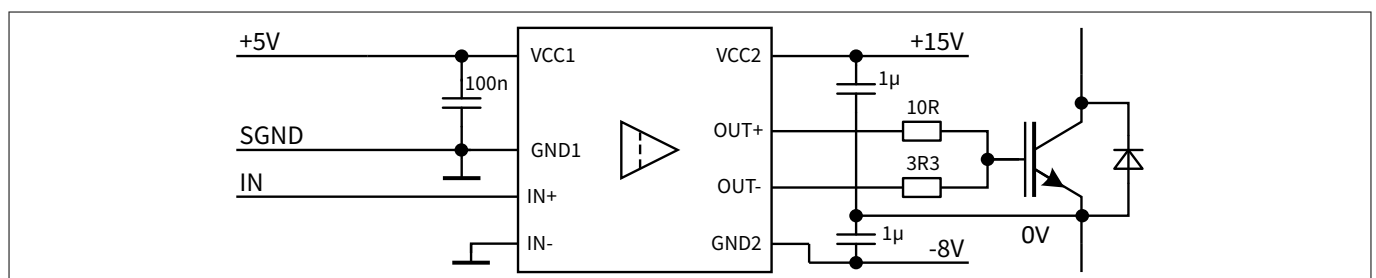 +5V
VCC1
VCC2
+15V
100n
1µ
10R
SGND
GND1
OUT+
3R3
IN
IN+
OUT-
IN-
GND2
1µ
0V
-8V